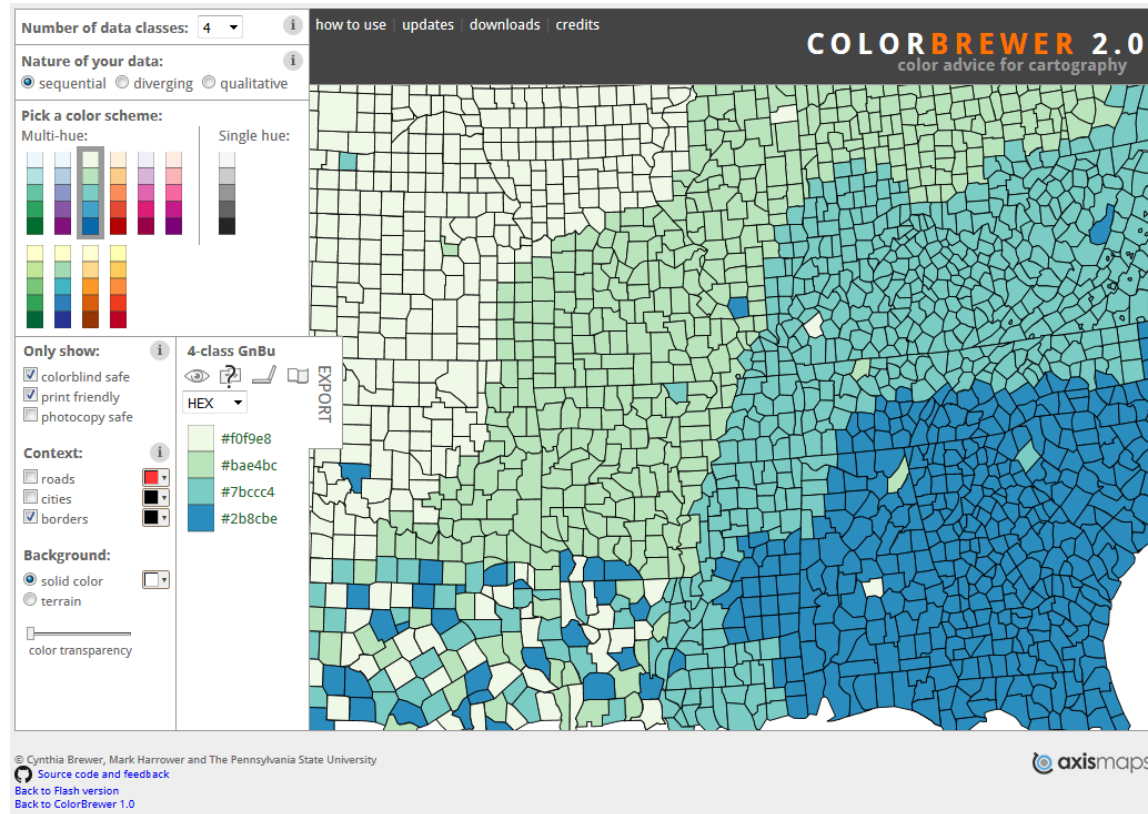 Number of data classes: 4 i
how to use | updates | downloads | credits
COLORBREWER 2.0
color advice for cartography
Nature of your data: i
sequential diverging qualitative
Pick a color scheme:
Multi-hue: Single hue:
Only show: i
colorblind safe
print friendly
photocopy safe
Context: i
roads
cities
borders
Background:
solid color
terrain
color transparency
4-class GnBu
?
EXPORT
HEX
#f0f9e8
#bae4bc
#7bccc4
#2b8cbe
© Cynthia Brewer, Mark Harrower and The Pennsylvania State University
Source code and feedback
Back to Flash version
Back to ColorBrewer 1.0
axismaps